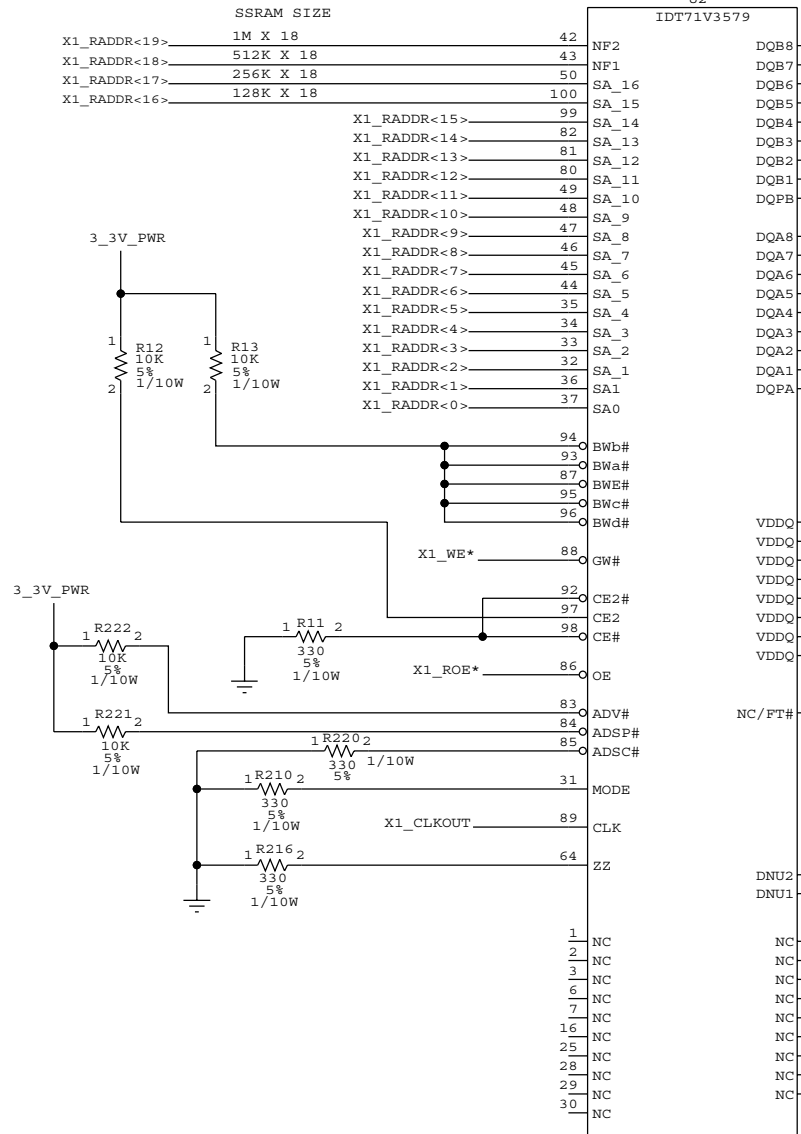 U2
SSRAM SIZE
IDT71V3579
X1_RADDR<19> 1M X 18 42 NF2 DQB8
X1_RADDR<18> 512K X 18 43 NF1 DQB7
X1_RADDR<17> 256K X 18 50 SA_16 DQB6
X1_RADDR<16> 128K X 18 100 SA_15 DQB5
X1_RADDR<15> 99 SA_14 DQB4
X1_RADDR<14> 82 SA_13 DQB3
X1_RADDR<13> 81 SA_12 DQB2
X1_RADDR<12> 80 SA_11 DQB1
X1_RADDR<11> 49 SA_10 DQPB
X1_RADDR<10> 48 SA_9
X1_RADDR<9> 47 SA_8 DQA8
X1_RADDR<8> 46 SA_7 DQA7
X1_RADDR<7> 45 SA_6 DQA6
X1_RADDR<6> 44 SA_5 DQA5
X1_RADDR<5> 35 SA_4 DQA4
X1_RADDR<4> 34 SA_3 DQA3
X1_RADDR<3> 33 SA_2 DQA2
X1_RADDR<2> 32 SA_1 DQA1
X1_RADDR<1> 36 SA1 DQPA
X1_RADDR<0> 37 SA0
3_3V_PWR
1 R12 1 R13
10K 10K
5% 5%
2 1/10W 2 1/10W
94 BWb#
93 BWa#
87 BWE#
95 BWc#
96 BWd# VDDQ
VDDQ
X1_WE* 88 GW# VDDQ
VDDQ
92 CE2# VDDQ
97 CE2 VDDQ
98 CE# VDDQ
VDDQ
3_3V_PWR
1 R222 2
10K
5%
1/10W
1 R11 2
330
5%
1/10W
X1_ROE* 86 OE
83 ADV# NC/FT#
1 R221 2 84 ADSP#
10K
5%
1/10W
1 R220 2 1/10W 85 ADSC#
330
5%
1 R210 2 31 MODE
330
5%
1/10W
X1_CLKOUT 89 CLK
1 R216 2 64 ZZ
330
5%
1/10W
DNU2
DNU1
1 NC NC
2 NC NC
3 NC NC
6 NC NC
7 NC NC
16 NC NC
25 NC NC
28 NC NC
29 NC NC
30 NC